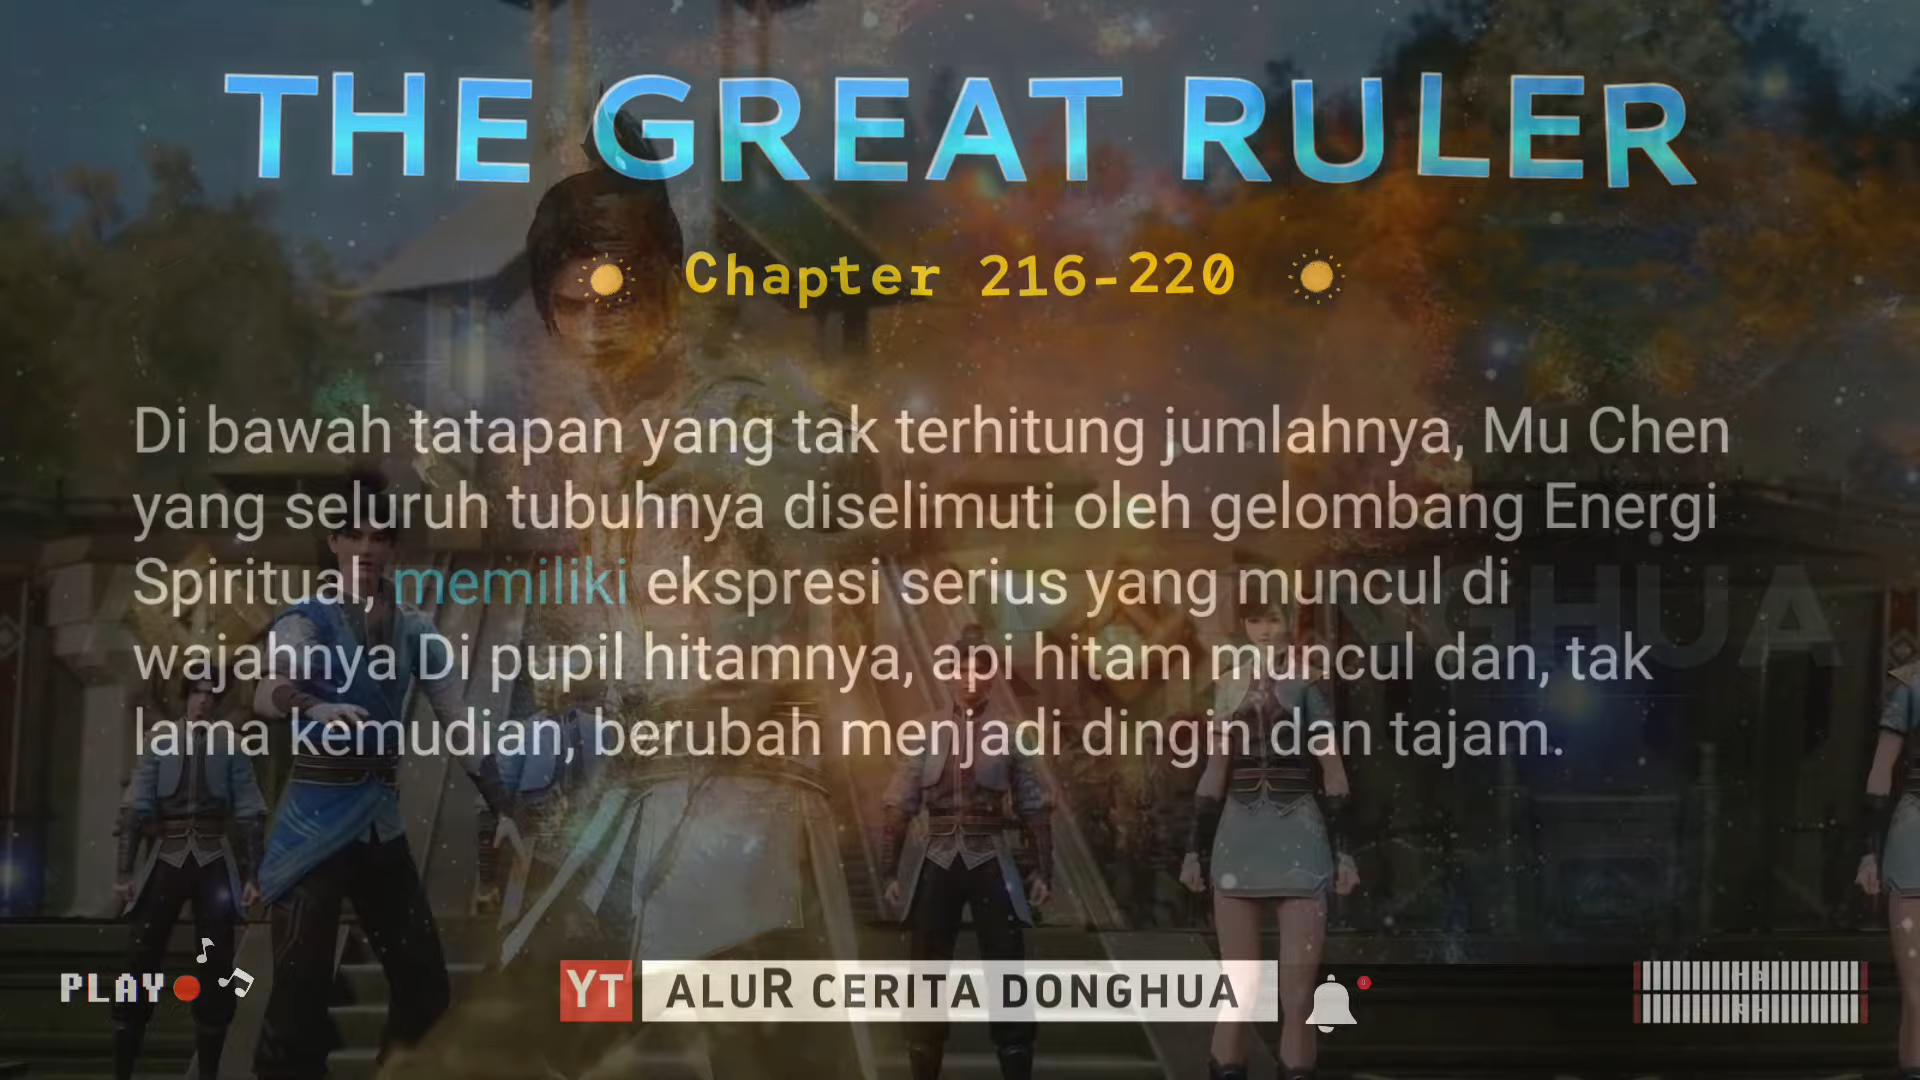 THE GREAT RULER
Chapter 216-220
Di bawah tatapan yang tak terhitung jumlahnya, Mu Chen
yang seluruh tubuhnya diselimuti oleh gelombang Energi
Spiritual, memiliki ekspresi serius yang muncul di
wajahnya Di pupil hitamnya, api hitam muncul dan, tak
lama kemudian, berubah menjadi dingin dan tajam.
PLAY
YT ALUR CERITA DONGHUA